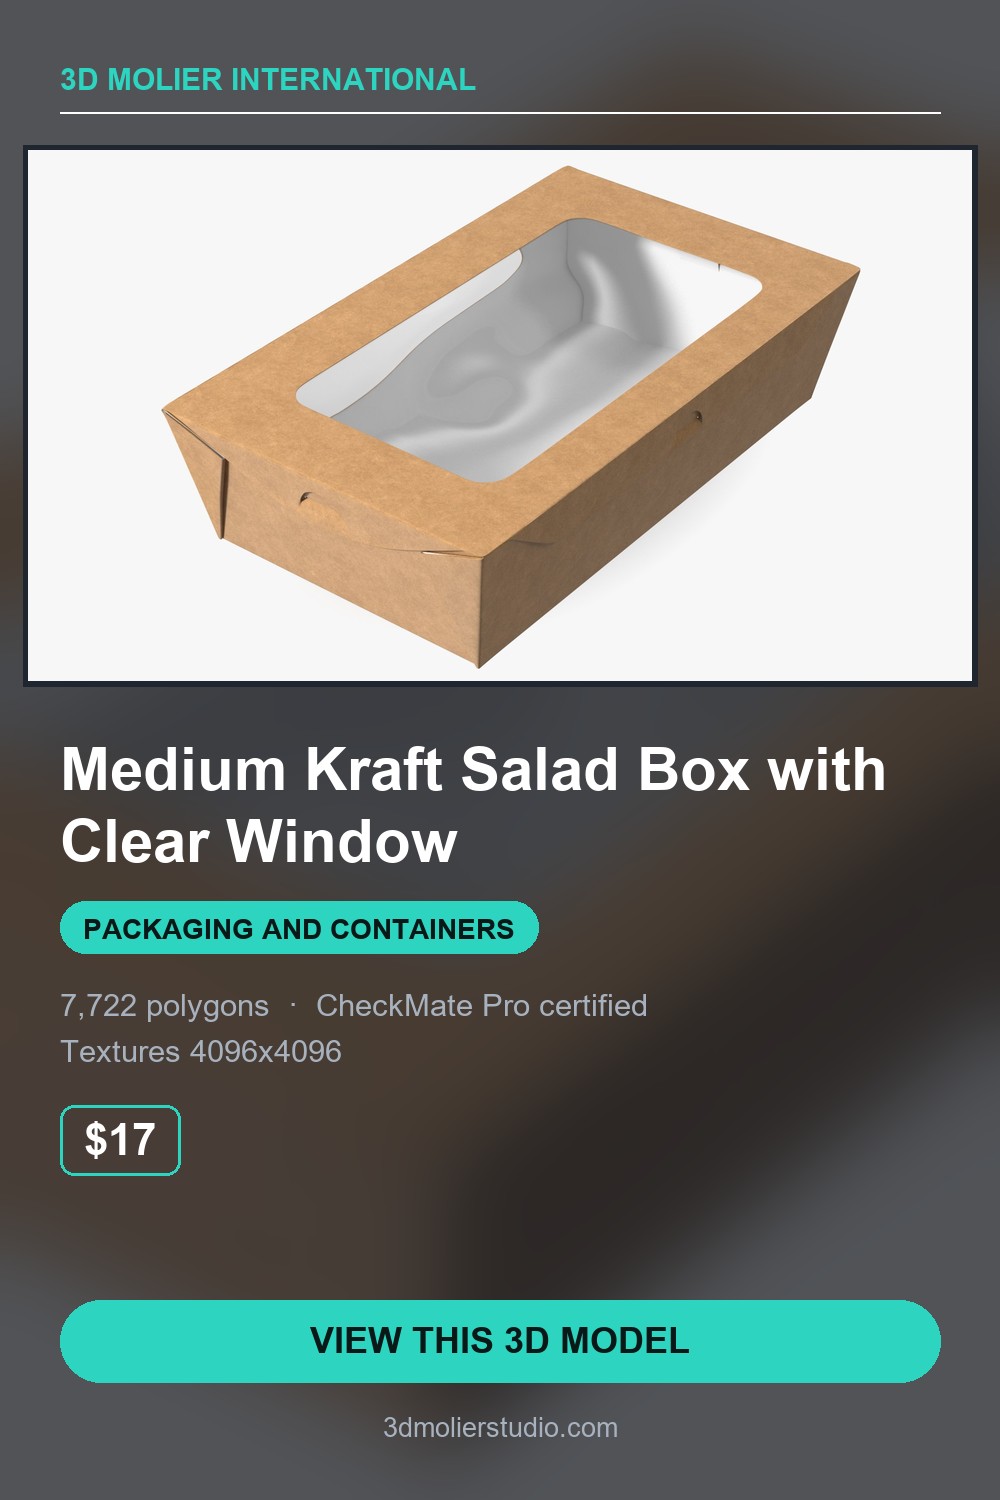 3D MOLIER INTERNATIONAL
Medium Kraft Salad Box with
Clear Window
PACKAGING AND CONTAINERS
7,722 polygons · CheckMate Pro certified
Textures 4096x4096
$17
VIEW THIS 3D MODEL
3dmolierstudio.com